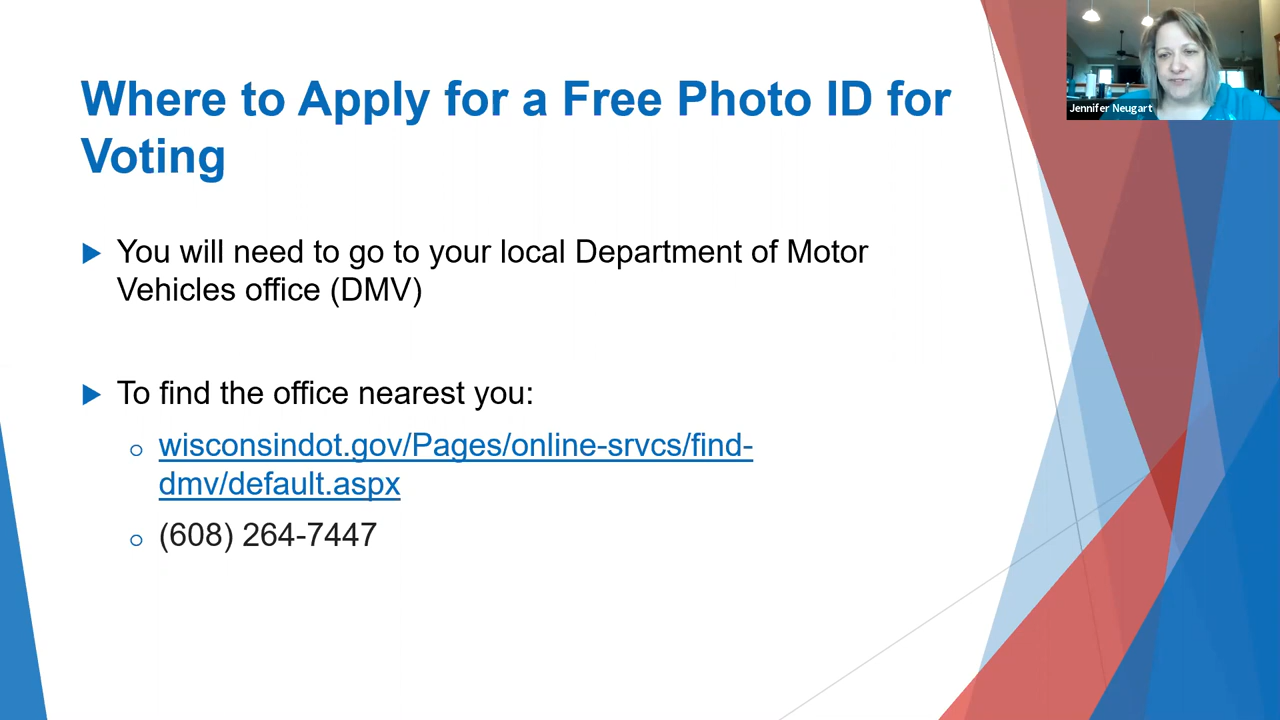 Where to Apply for a Free Photo ID for
Voting
You will need to go to your local Department of Motor
Vehicles office (DMV)
To find the office nearest you:
wisconsindot.gov/Pages/online-srvcs/find-
dmv/default.aspx
(608) 264-7447
Jennifer Neugart